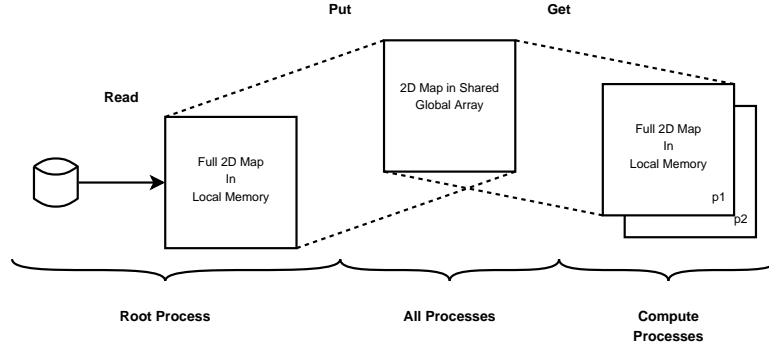 Put
Get
Read
2D Map in Shared
Global Array
Full 2D Map
In
Local Memory
Full 2D Map
In
Local Memory
p1
p2
Root Process
All Processes
Compute
Processes